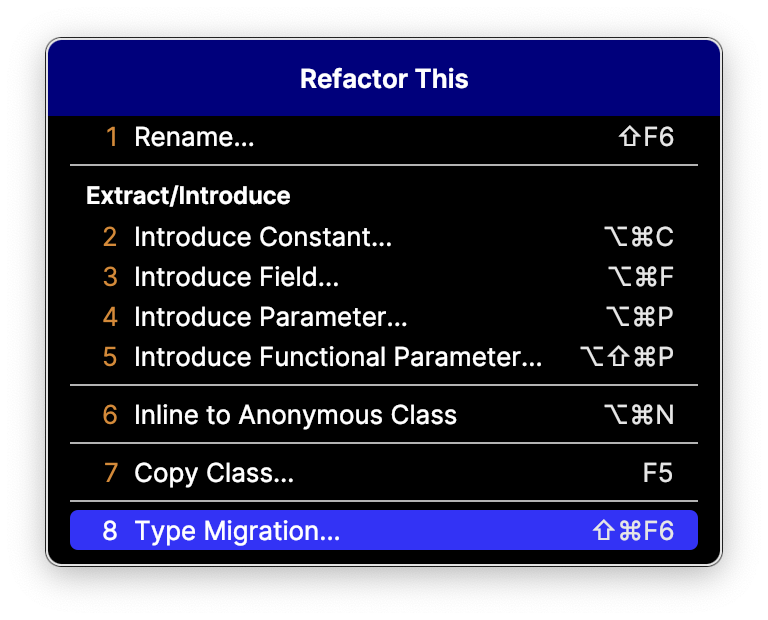 Refactor This
1 Rename... ⇧F6
Extract/Introduce
2 Introduce Constant... ⌥⌘C
3 Introduce Field... ⌥⌘F
4 Introduce Parameter... ⌥⌘P
5 Introduce Functional Parameter... ⌥⇧⌘P
6 Inline to Anonymous Class ⌥⌘N
7 Copy Class... F5
8 Type Migration... ⇧⌘F6